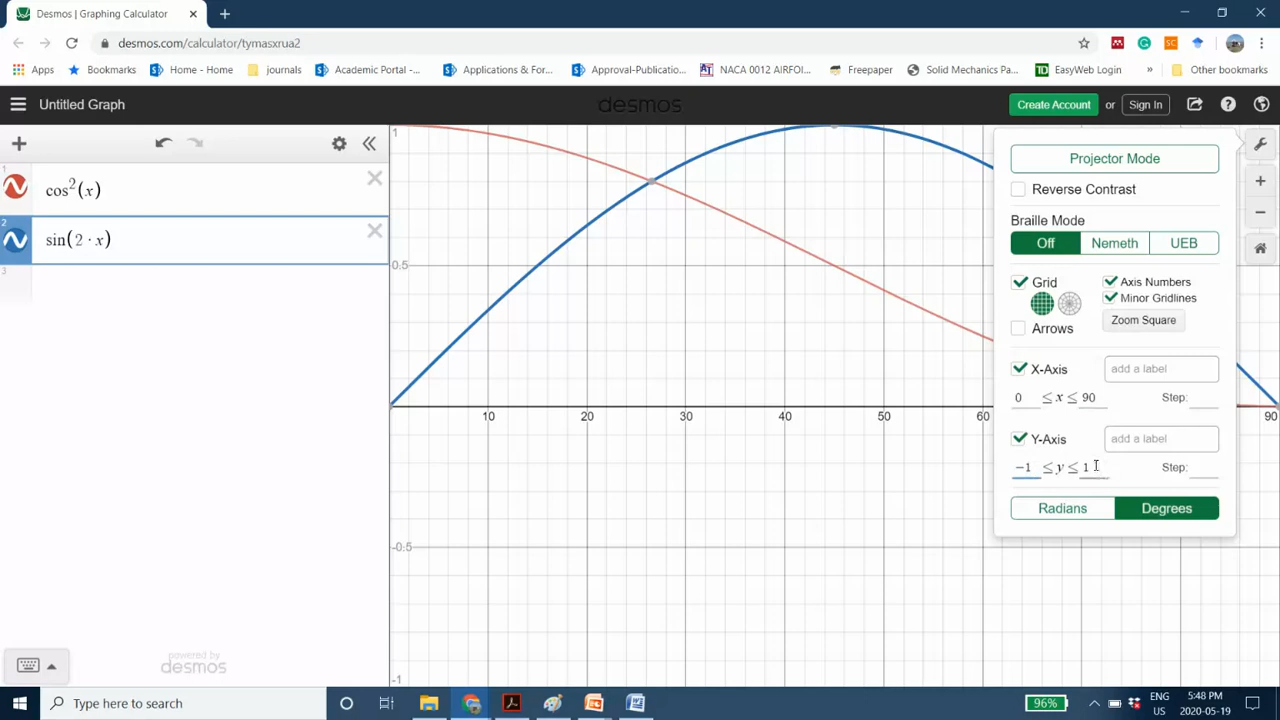 Desmos | Graphing Calculator
desmos.com/calculator/tymasxrua2
Apps Bookmarks Home - Home journals Academic Portal -... Applications & For... Approval-Publicatio... NACA 0012 AIRFOI... Freepaper Solid Mechanics Pa... EasyWeb Login » Other bookmarks
Untitled Graph desmos Create Account or Sign In
1
cos²(x)
2
sin(2 · x)
3
powered by
desmos
1
0.5
-0.5
-1
10 20 30 40 50 60 90
Projector Mode
Reverse Contrast
Braille Mode
Off Nemeth UEB
Grid Axis Numbers
Minor Gridlines
Arrows Zoom Square
X-Axis add a label
0 ≤ x ≤ 90 Step:
Y-Axis add a label
−1 ≤ y ≤ 1 Step:
Radians Degrees
Type here to search
96%
ENG
US
5:48 PM
2020-05-19